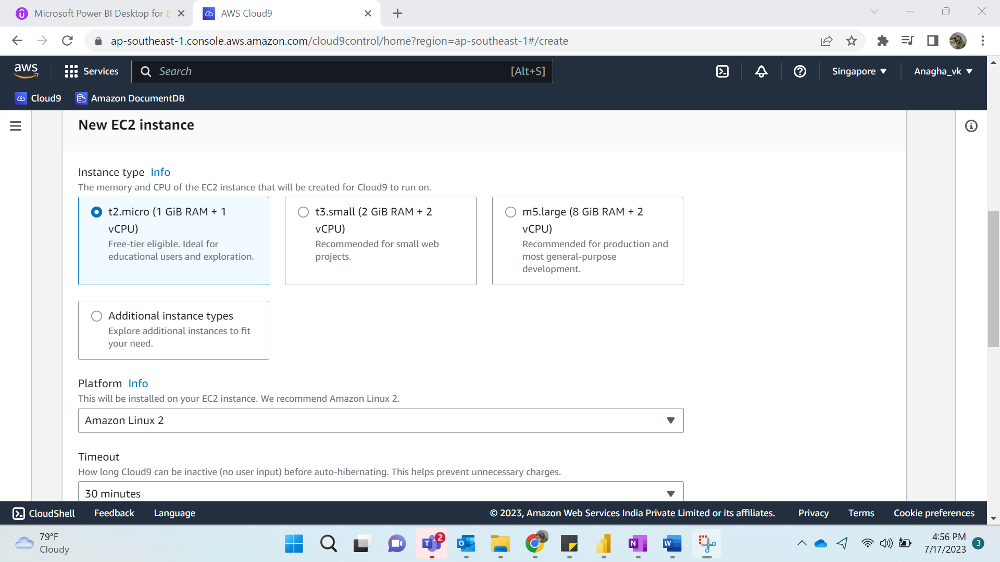 Microsoft Power BI Desktop for B
AWS Cloud9
ap-southeast-1.console.aws.amazon.com/cloud9control/home?region=ap-southeast-1#/create
aws
Services
Search
[Alt+S]
Singapore
Anagha_vk
Cloud9
Amazon DocumentDB
New EC2 instance
Instance type Info
The memory and CPU of the EC2 instance that will be created for Cloud9 to run on.
t2.micro (1 GiB RAM + 1
vCPU)
Free-tier eligible. Ideal for
educational users and exploration.
t3.small (2 GiB RAM + 2
vCPU)
Recommended for small web
projects.
m5.large (8 GiB RAM + 2
vCPU)
Recommended for production and
most general-purpose
development.
Additional instance types
Explore additional instances to fit
your need.
Platform Info
This will be installed on your EC2 instance. We recommend Amazon Linux 2.
Amazon Linux 2
Timeout
How long Cloud9 can be inactive (no user input) before auto-hibernating. This helps prevent unnecessary charges.
30 minutes
CloudShell
Feedback
Language
© 2023, Amazon Web Services India Private Limited or its affiliates.
Privacy
Terms
Cookie preferences
79°F
Cloudy
2
4:56 PM
7/17/2023
3